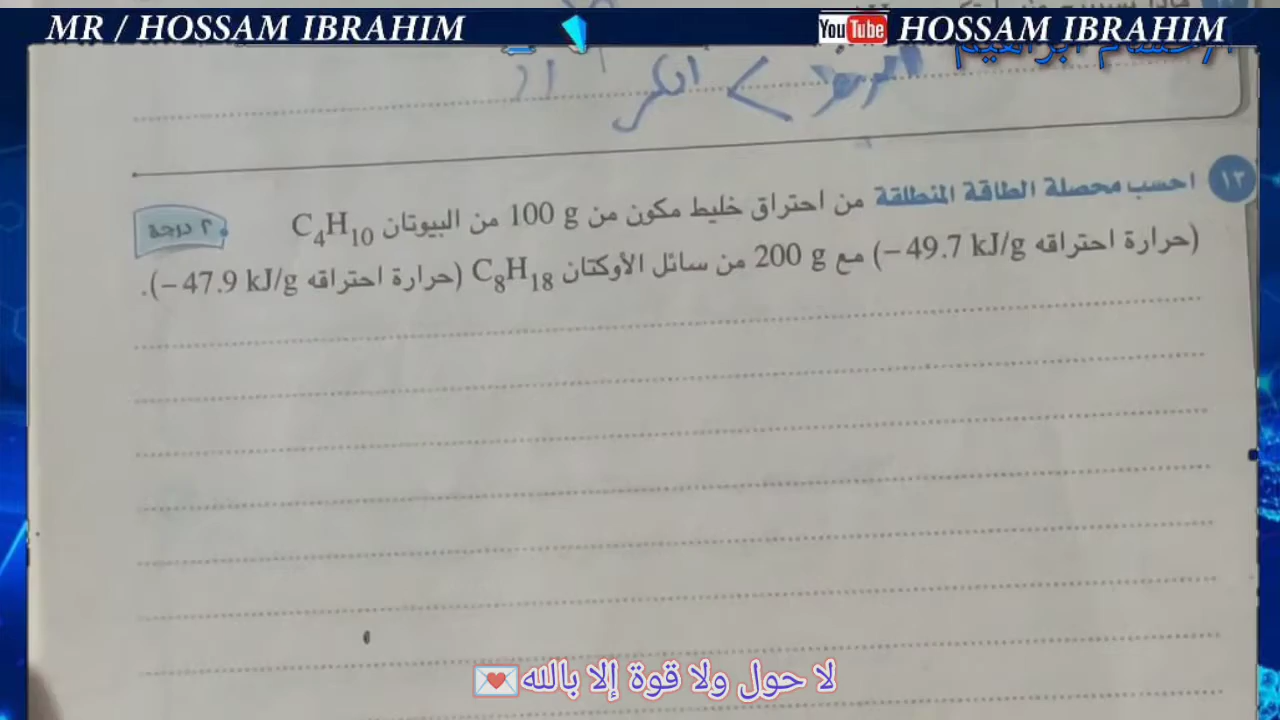 MR / HOSSAM IBRAHIM
YouTube HOSSAM IBRAHIM
١٣ احسب محصلة الطاقة المنطلقة من احتراق خليط مكون من 100 g من البيوتان C₄H₁₀
٢ درجة
(حرارة احتراقه 49.7 kJ/g −) مع 200 g من سائل الأوكتان C₈H₁₈ (حرارة احتراقه 47.9 kJ/g −).
لا حول ولا قوة إلا بالله💌